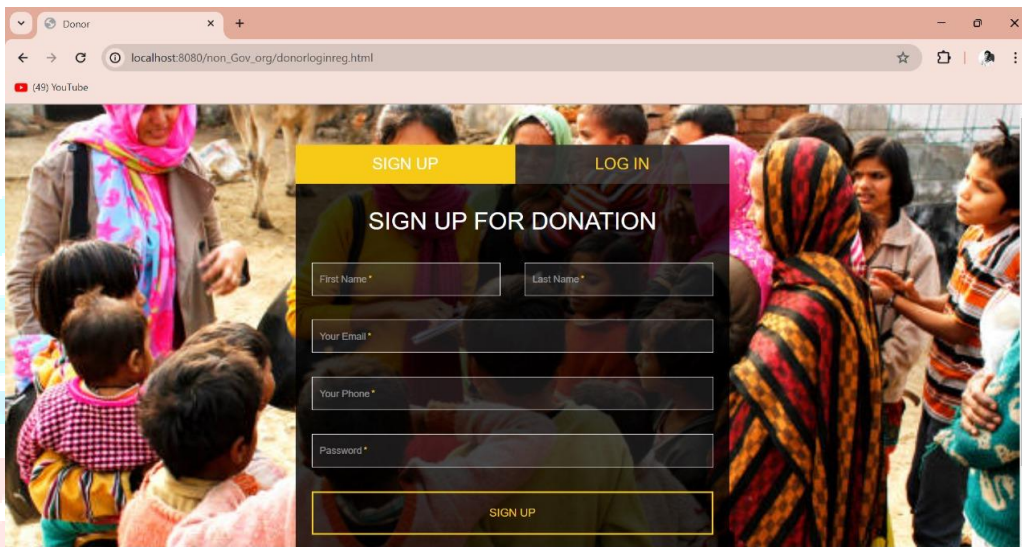 Donor
localhost:8080/non_Gov_org/donorloginreg.html
(49) YouTube
SIGN UP LOG IN
SIGN UP FOR DONATION
First Name* Last Name*
Your Email*
Your Phone*
Password*
SIGN UP